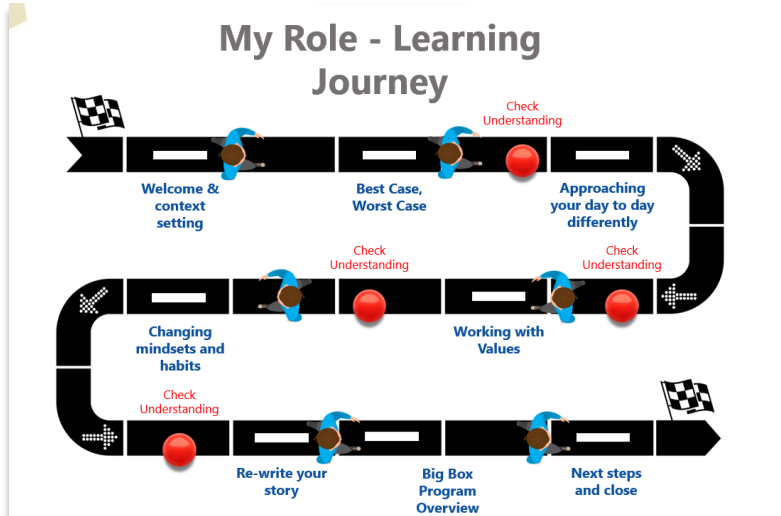 My Role - Learning
Journey
Check
Understanding
Welcome &
context
setting
Best Case,
Worst Case
Approaching
your day to day
differently
Check
Understanding
Check
Understanding
Changing
mindsets and
habits
Working with
Values
Check
Understanding
Re-write your
story
Big Box
Program
Overview
Next steps
and close